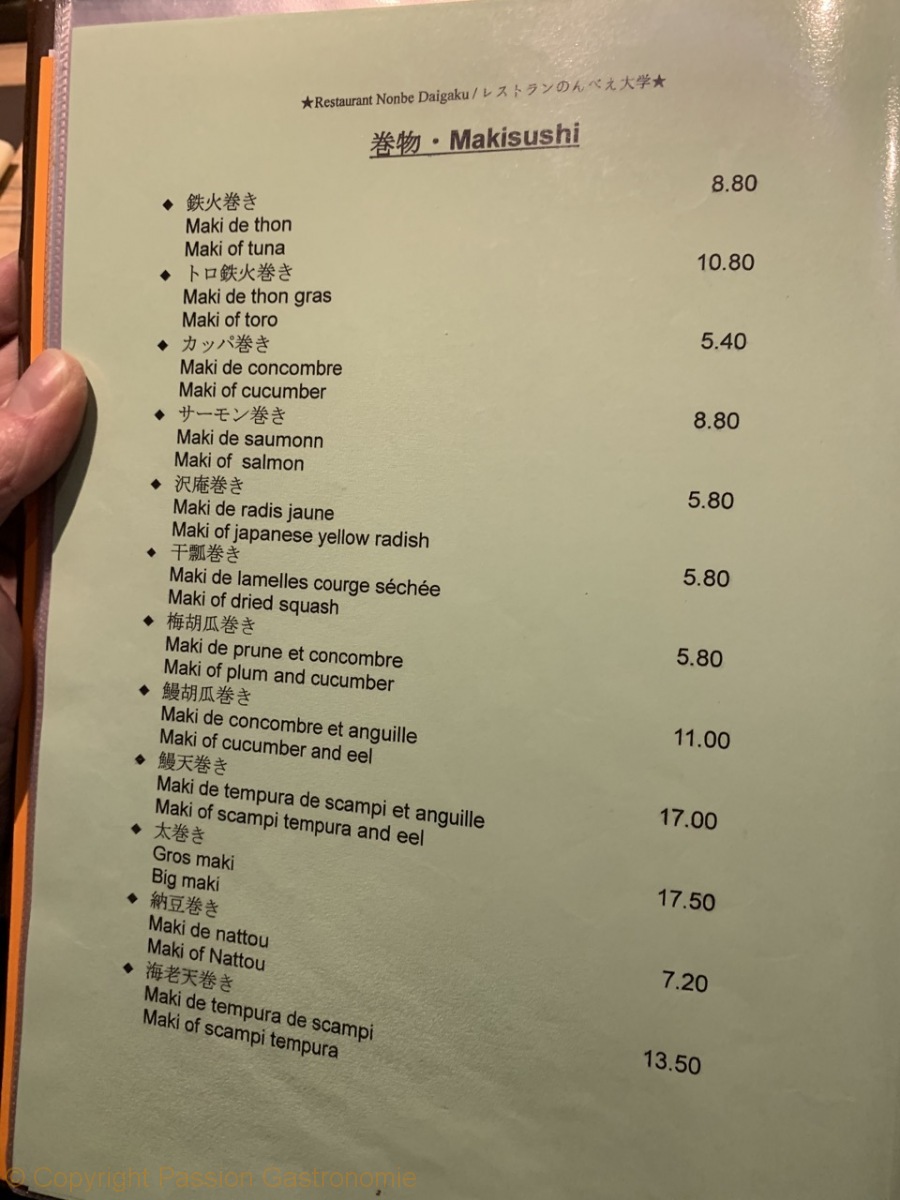 ★Restaurant Nonbe Daigaku / レストランのんべえ大学★
巻物・Makisushi
◆ 鉄火巻き 8.80
Maki de thon
Maki of tuna
◆ トロ鉄火巻き 10.80
Maki de thon gras
Maki of toro
◆ カッパ巻き 5.40
Maki de concombre
Maki of cucumber
◆ サーモン巻き 8.80
Maki de saumonn
Maki of salmon
◆ 沢庵巻き 5.80
Maki de radis jaune
Maki of japanese yellow radish
◆ 干瓢巻き 5.80
Maki de lamelles courge séchée
Maki of dried squash
◆ 梅胡瓜巻き 5.80
Maki de prune et concombre
Maki of plum and cucumber
◆ 鰻胡瓜巻き 11.00
Maki de concombre et anguille
Maki of cucumber and eel
◆ 鰻天巻き 17.00
Maki de tempura de scampi et anguille
Maki of scampi tempura and eel
◆ 太巻き 17.50
Gros maki
Big maki
◆ 納豆巻き 7.20
Maki de nattou
Maki of Nattou
◆ 海老天巻き 13.50
Maki de tempura de scampi
Maki of scampi tempura
© Copyright Passion Gastronomie